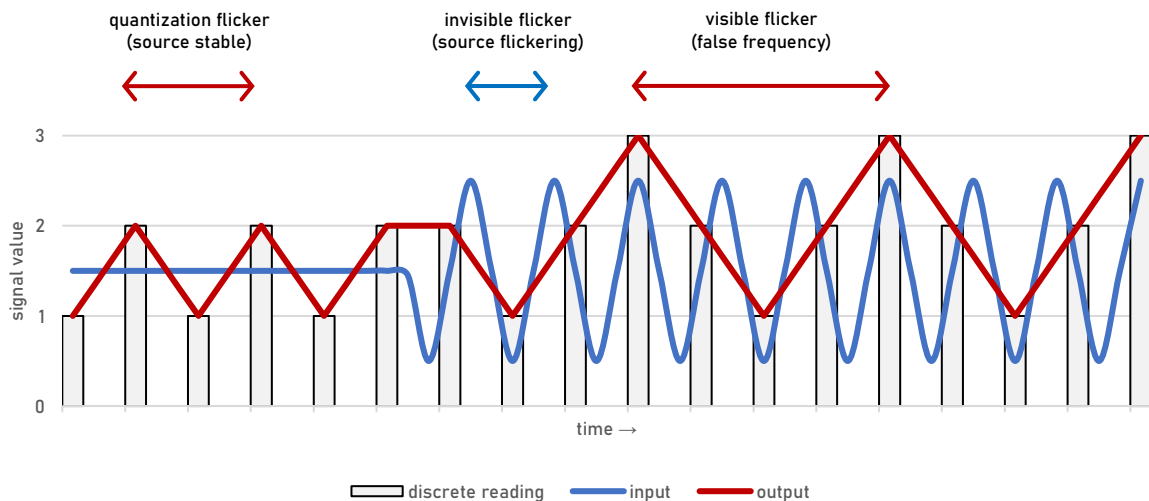 quantization flicker
(source stable)
invisible flicker
(source flickering)
visible flicker
(false frequency)
3
2
1
0
signal value
time →
discrete reading
input
output